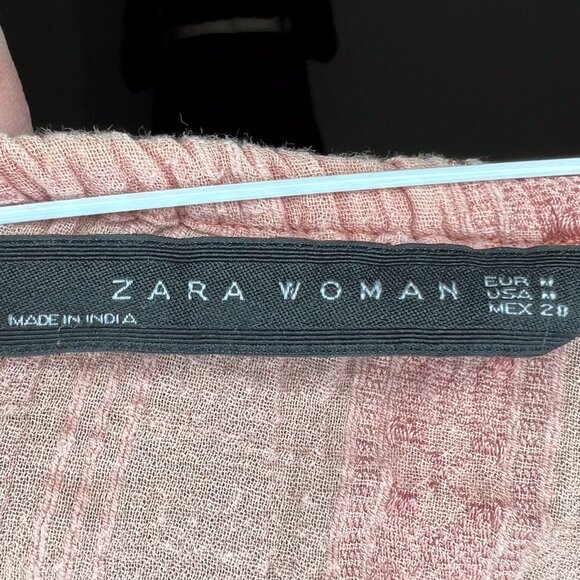 ZARA WOMAN
EUR M
USA M
MEX 28
MADE IN INDIA